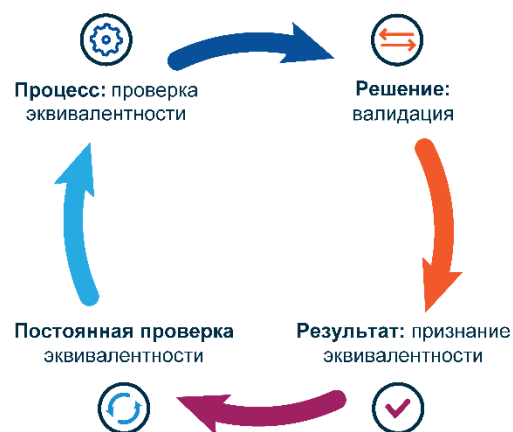 Процесс: проверка
эквивалентности
Решение:
валидация
Постоянная проверка
эквивалентности
Результат: признание
эквивалентности